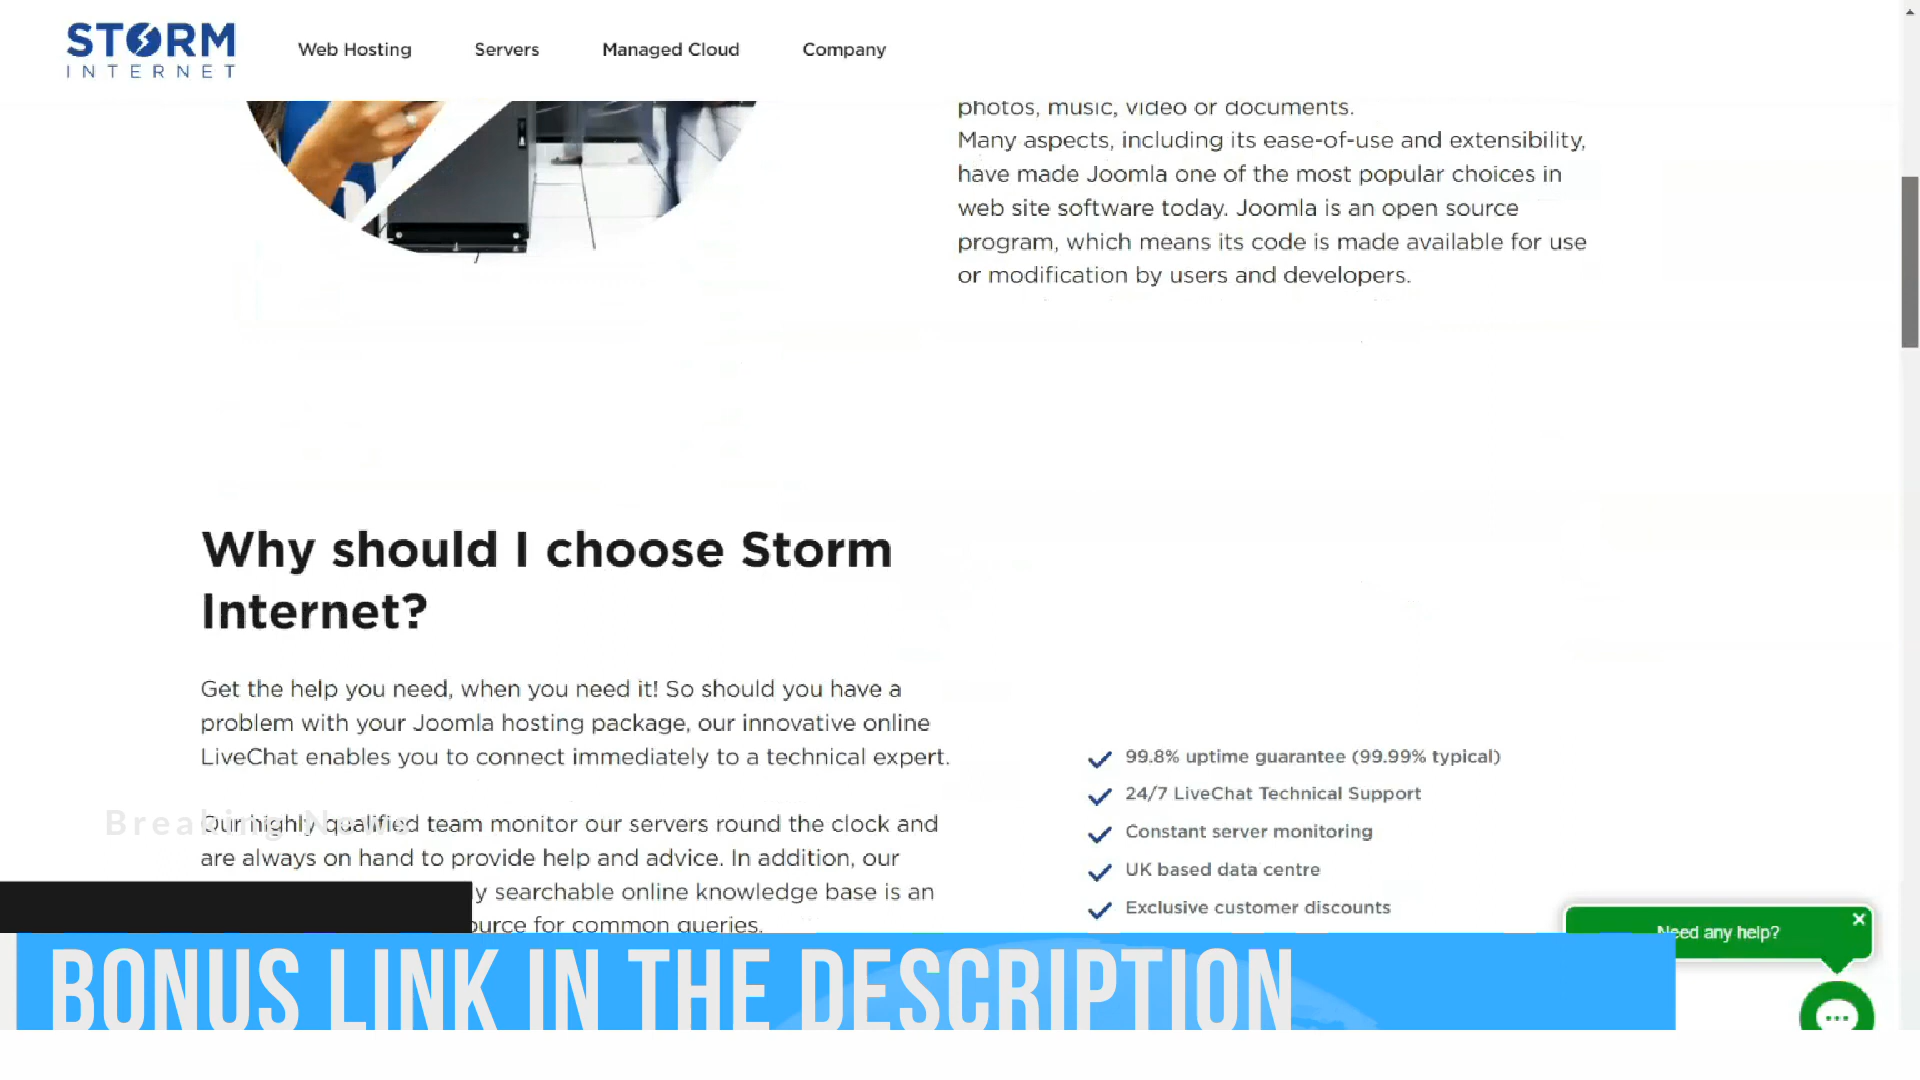 STORM
INTERNET
Web Hosting
Servers
Managed Cloud
Company
photos, music, video or documents.
Many aspects, including its ease-of-use and extensibility,
have made Joomla one of the most popular choices in
web site software today. Joomla is an open source
program, which means its code is made available for use
or modification by users and developers.
Why should I choose Storm
Internet?
Get the help you need, when you need it! So should you have a
problem with your Joomla hosting package, our innovative online
LiveChat enables you to connect immediately to a technical expert.
Our highly qualified team monitor our servers round the clock and
are always on hand to provide help and advice. In addition, our
y searchable online knowledge base is an
ource for common queries.
99.8% uptime guarantee (99.99% typical)
24/7 LiveChat Technical Support
Constant server monitoring
UK based data centre
Exclusive customer discounts
Breaking News
Need any help?
BONUS LINK IN THE DESCRIPTION